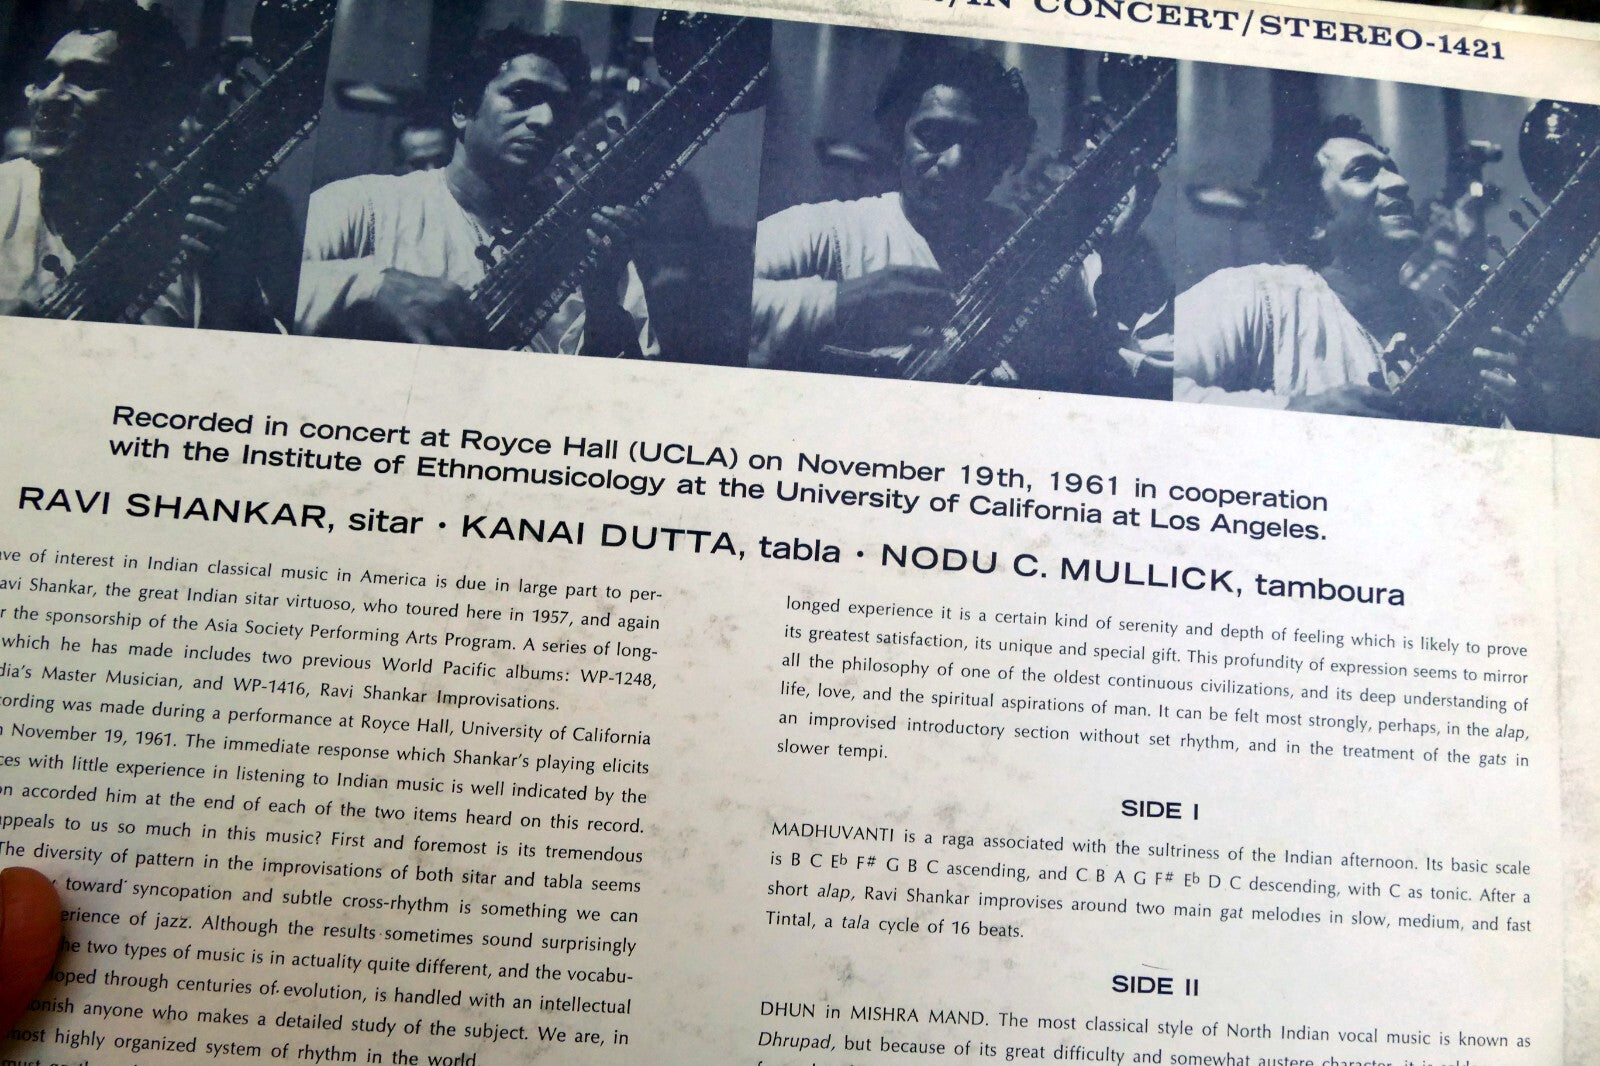 IN CONCERT/STEREO-1421
Recorded in concert at Royce Hall (UCLA) on November 19th, 1961 in cooperation
with the Institute of Ethnomusicology at the University of California at Los Angeles.
RAVI SHANKAR, sitar · KANAI DUTTA, tabla · NODU C. MULLICK, tamboura
of interest in Indian classical music in America is due in large part to per-
Shankar, the great Indian sitar virtuoso, who toured here in 1957, and again
the sponsorship of the Asia Society Performing Arts Program. A series of long-
which he has made includes two previous World Pacific albums: WP-1248,
Master Musician, and WP-1416, Ravi Shankar Improvisations.
was made during a performance at Royce Hall, University of California
November 19, 1961. The immediate response which Shankar's playing elicits
with little experience in listening to Indian music is well indicated by the
accorded him at the end of each of the two items heard on this record.
appeals to us so much in this music? First and foremost is its tremendous
The diversity of pattern in the improvisations of both sitar and tabla seems
toward syncopation and subtle cross-rhythm is something we can
of jazz. Although the results sometimes sound surprisingly
two types of music is in actuality quite different, and the vocabu-
through centuries of evolution, is handled with an intellectual
anyone who makes a detailed study of the subject. We are, in
most highly organized system of rhythm in the world.
longed experience it is a certain kind of serenity and depth of feeling which is likely to prove
its greatest satisfaction, its unique and special gift. This profundity of expression seems to mirror
all the philosophy of one of the oldest continuous civilizations, and its deep understanding of
life, love, and the spiritual aspirations of man. It can be felt most strongly, perhaps, in the alap,
an improvised introductory section without set rhythm, and in the treatment of the gats in
slower tempi.
SIDE I
MADHUVANTI is a raga associated with the sultriness of the Indian afternoon. Its basic scale
is B C Eb F# G B C ascending, and C B A G F# Eb D C descending, with C as tonic. After a
short alap, Ravi Shankar improvises around two main gat melodies in slow, medium, and fast
Tintal, a tala cycle of 16 beats.
SIDE II
DHUN in MISHRA MAND. The most classical style of North Indian vocal music is known as
Dhrupad, but because of its great difficulty and somewhat austere character, it is